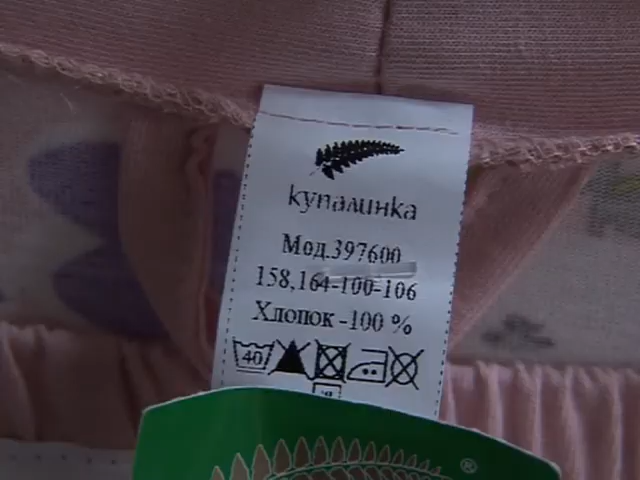 купалинка
Мод.397600
158,164-100-106
Хлопок-100 %
40
®